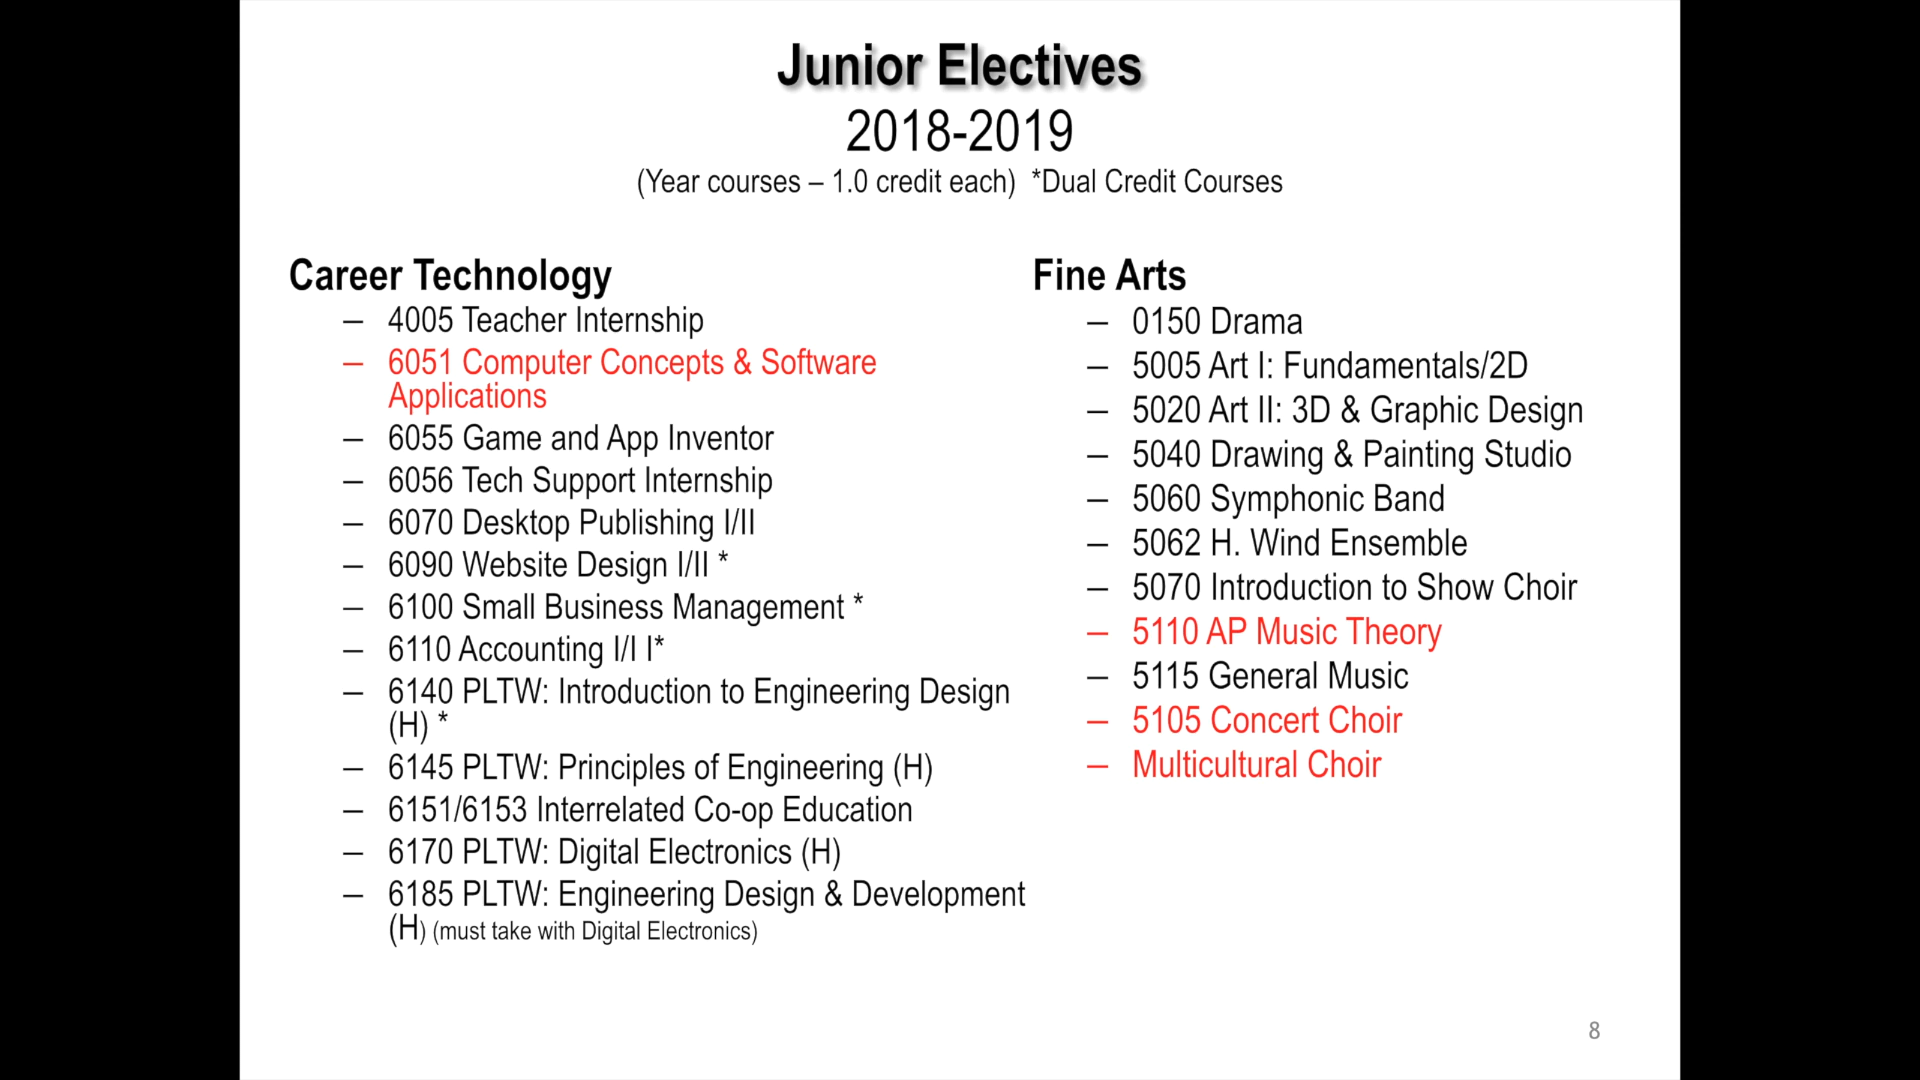 Junior Electives
2018-2019
(Year courses – 1.0 credit each) *Dual Credit Courses
Career Technology
– 4005 Teacher Internship
– 6051 Computer Concepts & Software
Applications
– 6055 Game and App Inventor
– 6056 Tech Support Internship
– 6070 Desktop Publishing I/II
– 6090 Website Design I/II *
– 6100 Small Business Management *
– 6110 Accounting I/I I*
– 6140 PLTW: Introduction to Engineering Design
(H) *
– 6145 PLTW: Principles of Engineering (H)
– 6151/6153 Interrelated Co-op Education
– 6170 PLTW: Digital Electronics (H)
– 6185 PLTW: Engineering Design & Development
(H) (must take with Digital Electronics)
Fine Arts
– 0150 Drama
– 5005 Art I: Fundamentals/2D
– 5020 Art II: 3D & Graphic Design
– 5040 Drawing & Painting Studio
– 5060 Symphonic Band
– 5062 H. Wind Ensemble
– 5070 Introduction to Show Choir
– 5110 AP Music Theory
– 5115 General Music
– 5105 Concert Choir
– Multicultural Choir
8